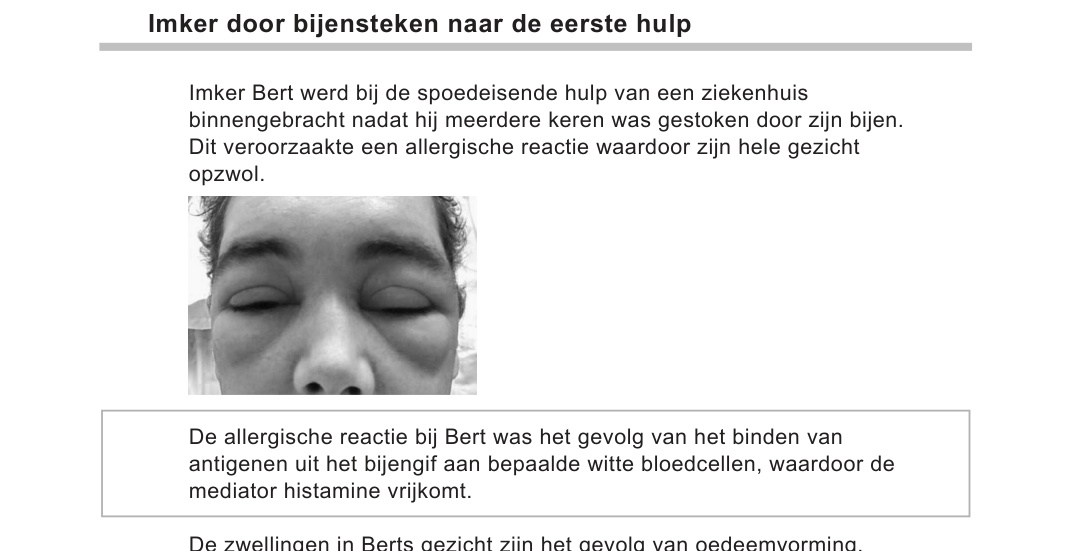 Imker door bijensteken naar de eerste hulp
Imker Bert werd bij de spoedeisende hulp van een ziekenhuis
binnengebracht nadat hij meerdere keren was gestoken door zijn bijen.
Dit veroorzaakte een allergische reactie waardoor zijn hele gezicht
opzwol.
De allergische reactie bij Bert was het gevolg van het binden van
antigenen uit het bijengif aan bepaalde witte bloedcellen, waardoor de
mediator histamine vrijkomt.
De zwellingen in Berts gezicht zijn het gevolg van oedeemvorming.